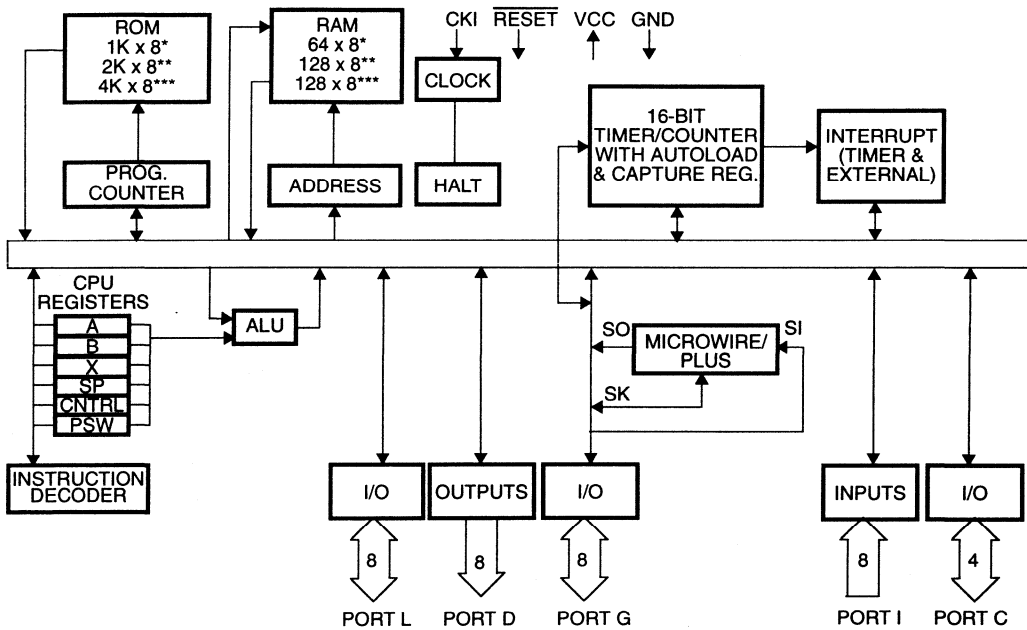 ROM
1K x 8*
2K x 8**
4K x 8***
RAM
64 x 8*
128 x 8**
128 x 8***
CKI
RESET
VCC
GND
CLOCK
HALT
PROG.
COUNTER
ADDRESS
16-BIT
TIMER/COUNTER
WITH AUTOLOAD
& CAPTURE REG.
INTERRUPT
(TIMER &
EXTERNAL)
CPU
REGISTERS
A
B
X
SP
CNTRL
PSW
ALU
SO
MICROWIRE/
PLUS
SI
SK
INSTRUCTION
DECODER
I/O
OUTPUTS
I/O
INPUTS
I/O
8
8
8
8
4
PORT L
PORT D
PORT G
PORT I
PORT C